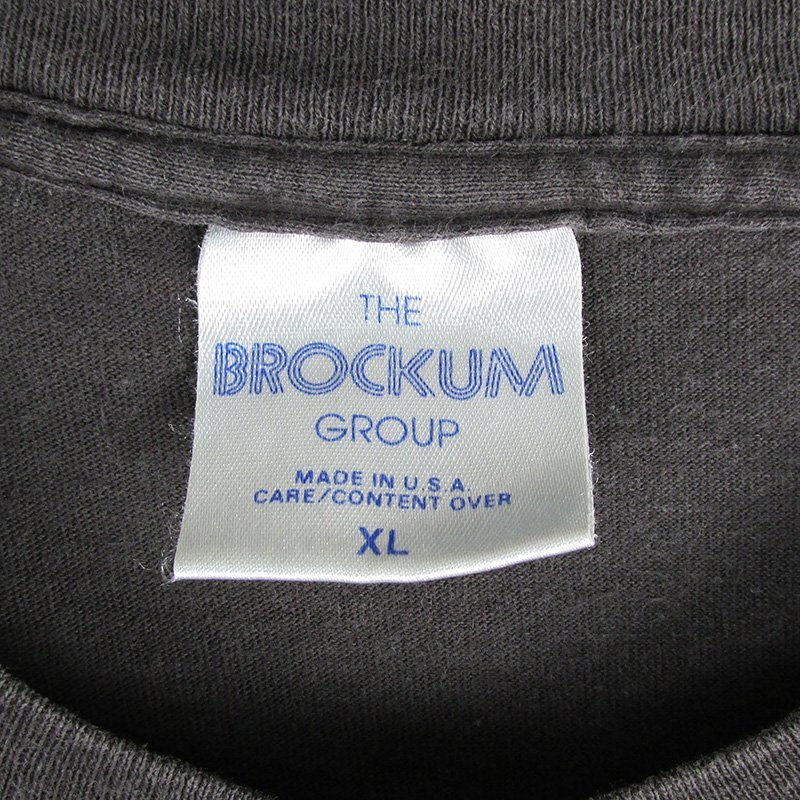 THE
BROCKUM
GROUP
MADE IN U.S.A.
CARE/CONTENT OVER
XL